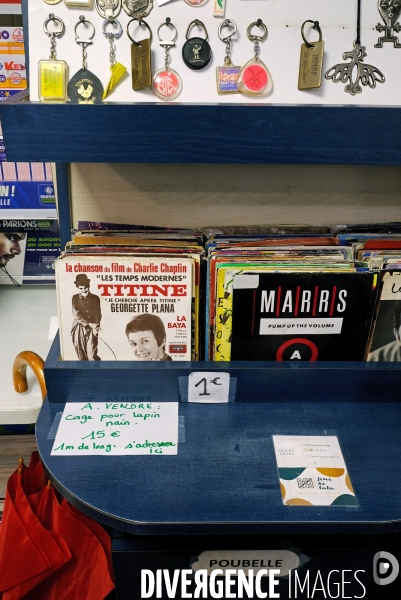 PARIONS
la chanson du film de Charlie Chaplin
"LES TEMPS MODERNES"
TITINE
"JE CHERCHE APRÈS TITINE"
GEORGETTE PLANA
LA
BAYA
MARRS
PUMP UP THE VOLUME
A
1€
A VENDRE :
Cage pour lapin
nain.
15 €
1m de long. s'adresser
ici
POUBELLE
DIVERGENCE IMAGES